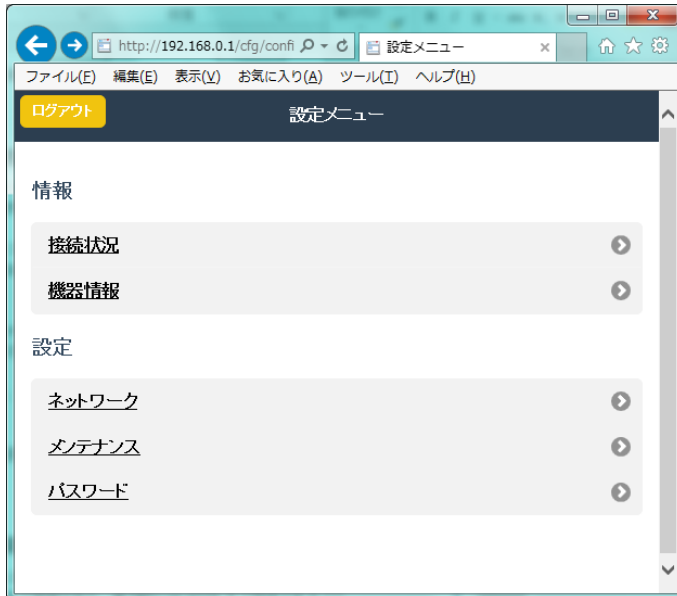 http://192.168.0.1/cfg/confi
設定メニュー
ファイル(F) 編集(E) 表示(V) お気に入り(A) ツール(T) ヘルプ(H)
ログアウト
設定メニュー
情報
接続状況
機器情報
設定
ネットワーク
メンテナンス
パスワード